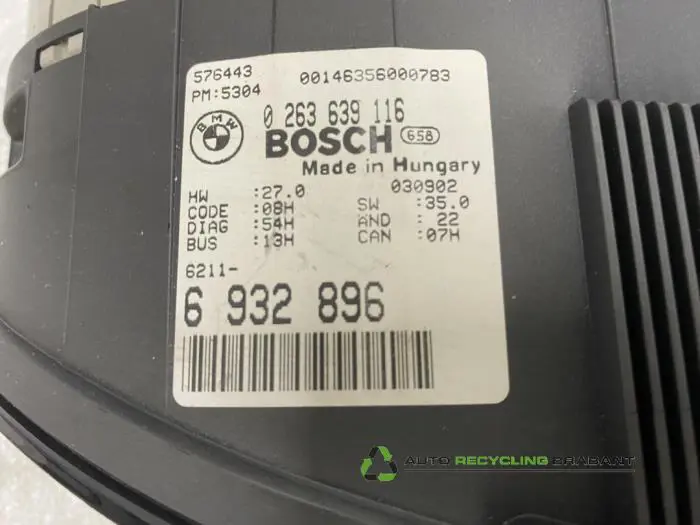 576443 00146356000783
PM:5304
BMW 0 263 639 116
BOSCH 658
Made in Hungary
HW :27.0 030902
CODE :08H SW :35.0
DIAG :54H AND : 22
BUS :13H CAN :07H
6211-
6 932 896
AUTO RECYCLING BRABANT